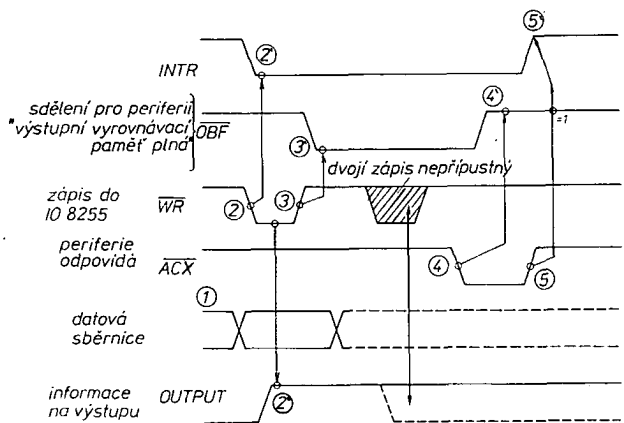 2'
5'
INTR
sdělení pro periferii
"výstupní vyrovnávací
paměť plná"
OBF
4'
=1
3'
dvojí zápis nepřípustný
zápis do
IO 8255
WR
2
3
periferie
odpovídá
ACX
4
5
1
datová
sběrnice
informace
na výstupu
OUTPUT
2"